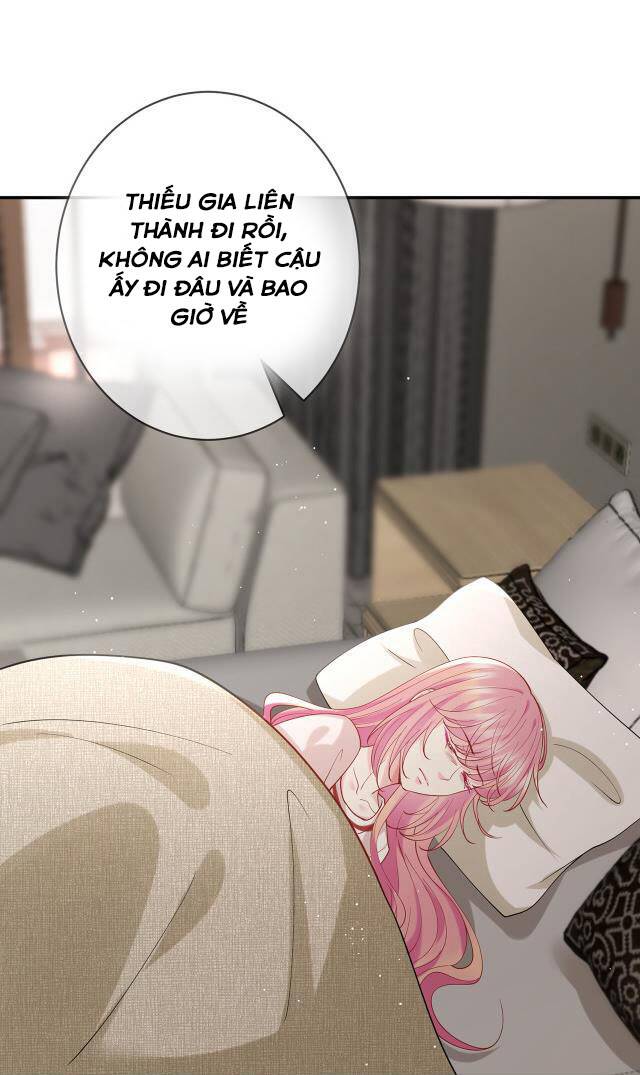 THIẾU GIA LIÊN
THÀNH ĐI RỒI,
KHÔNG AI BIẾT CẬU
ẤY ĐI ĐÂU VÀ BAO
GIỜ VỀ